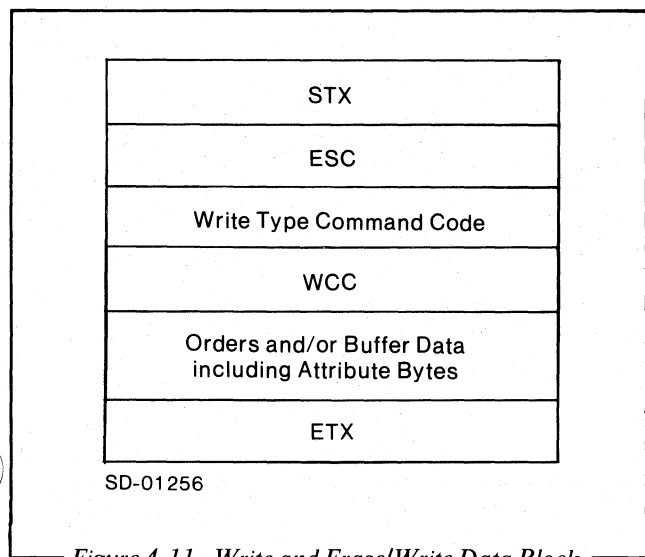 STX
ESC
Write Type Command Code
WCC
Orders and/or Buffer Data
including Attribute Bytes
ETX
SD-01256
Figure 4-11. Write and Erase/Write Data Block